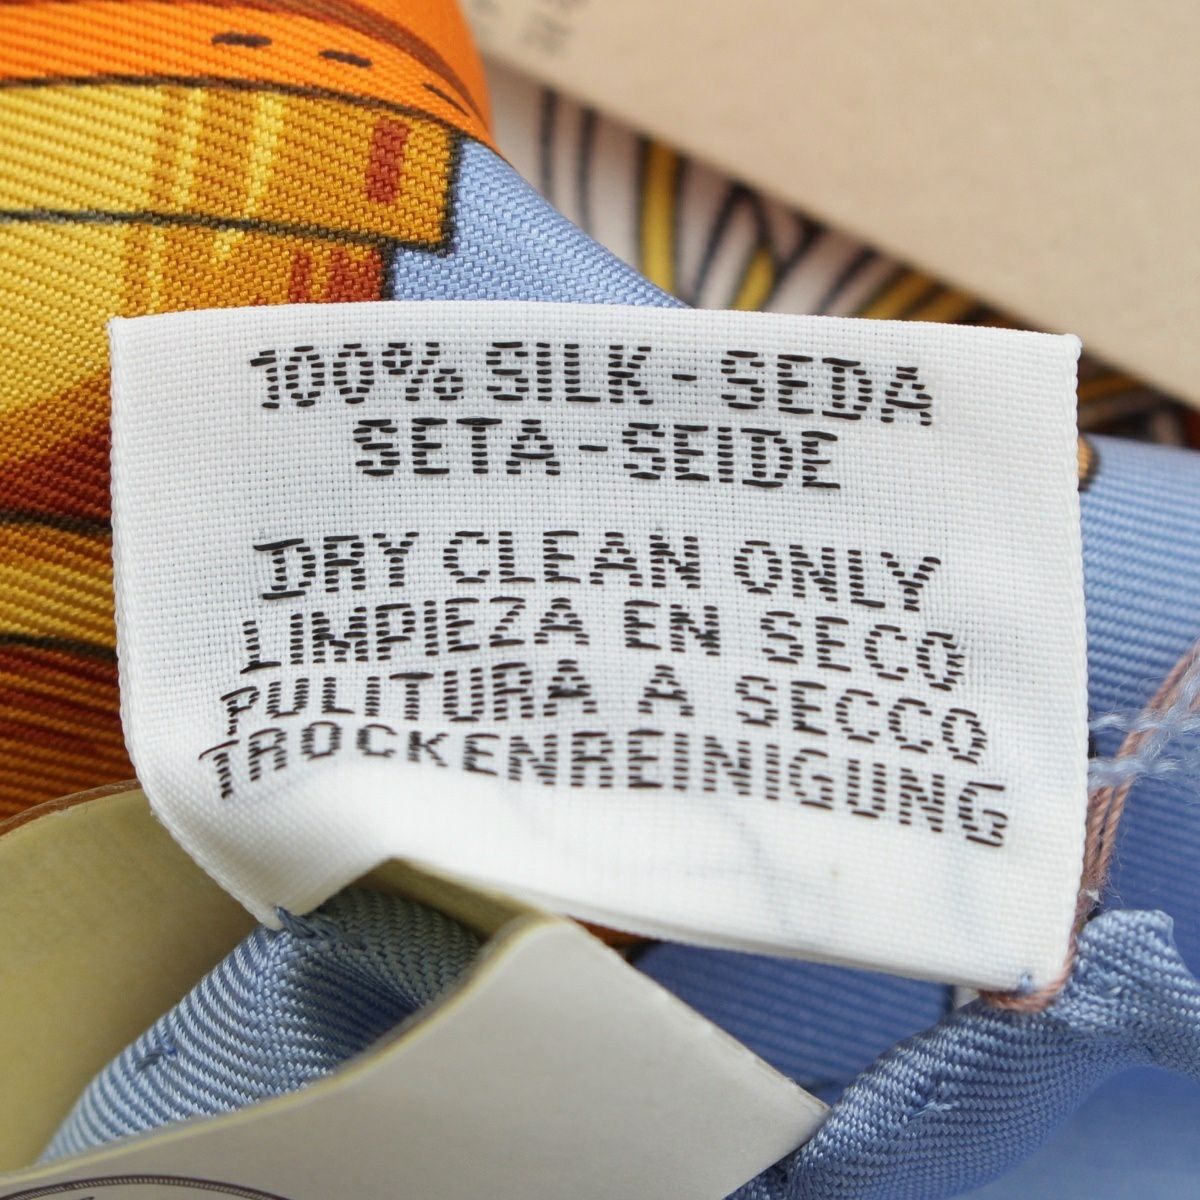 100% SILK - SEDA
SETA - SEIDE
DRY CLEAN ONLY
LIMPIEZA EN SECO
PULITURA A SECCO
TROCKENREINIGUNG